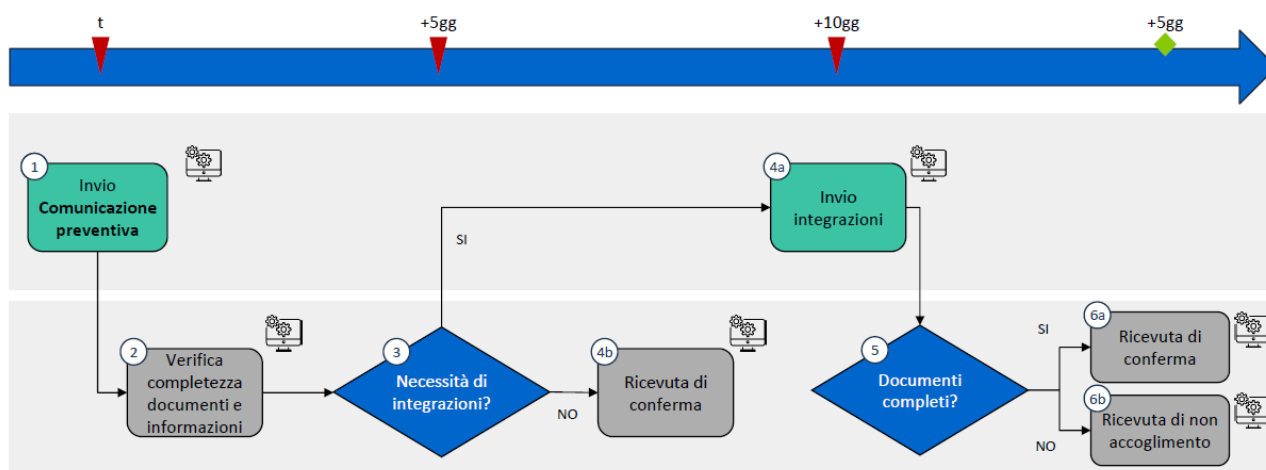 t
+5gg
+10gg
+5gg
1
Invio
Comunicazione
preventiva
4a
Invio
integrazioni
SI
2
Verifica
completezza
documenti e
informazioni
3
Necessità di
integrazioni?
NO
4b
Ricevuta di
conferma
5
Documenti
completi?
SI
6a
Ricevuta di
conferma
NO
6b
Ricevuta di non
accoglimento